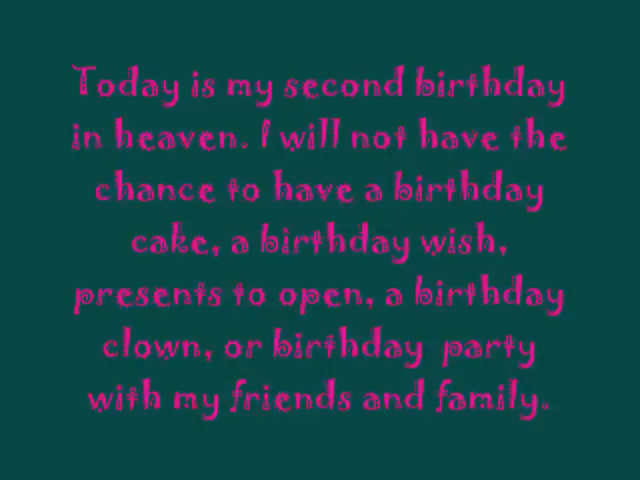 Today is my second birthday
in heaven. I will not have the
chance to have a birthday
cake, a birthday wish,
presents to open, a birthday
clown, or birthday party
with my friends and family.